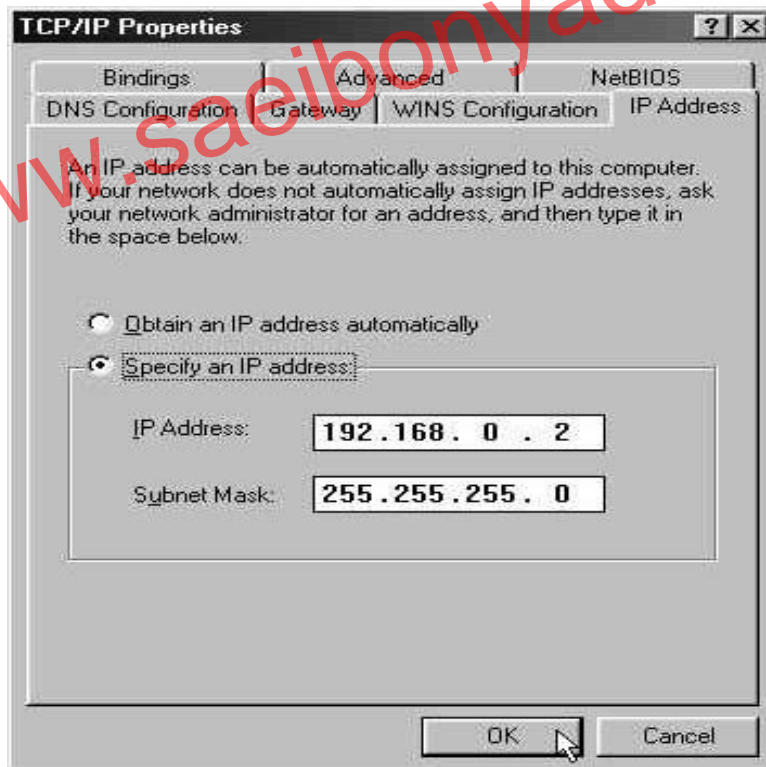 TCP/IP Properties
Bindings Advanced NetBIOS
DNS Configuration Gateway WINS Configuration IP Address
An IP address can be automatically assigned to this computer.
If your network does not automatically assign IP addresses, ask
your network administrator for an address, and then type it in
the space below.
Obtain an IP address automatically
Specify an IP address:
IP Address: 192.168. 0 . 2
Subnet Mask: 255.255.255. 0
OK Cancel